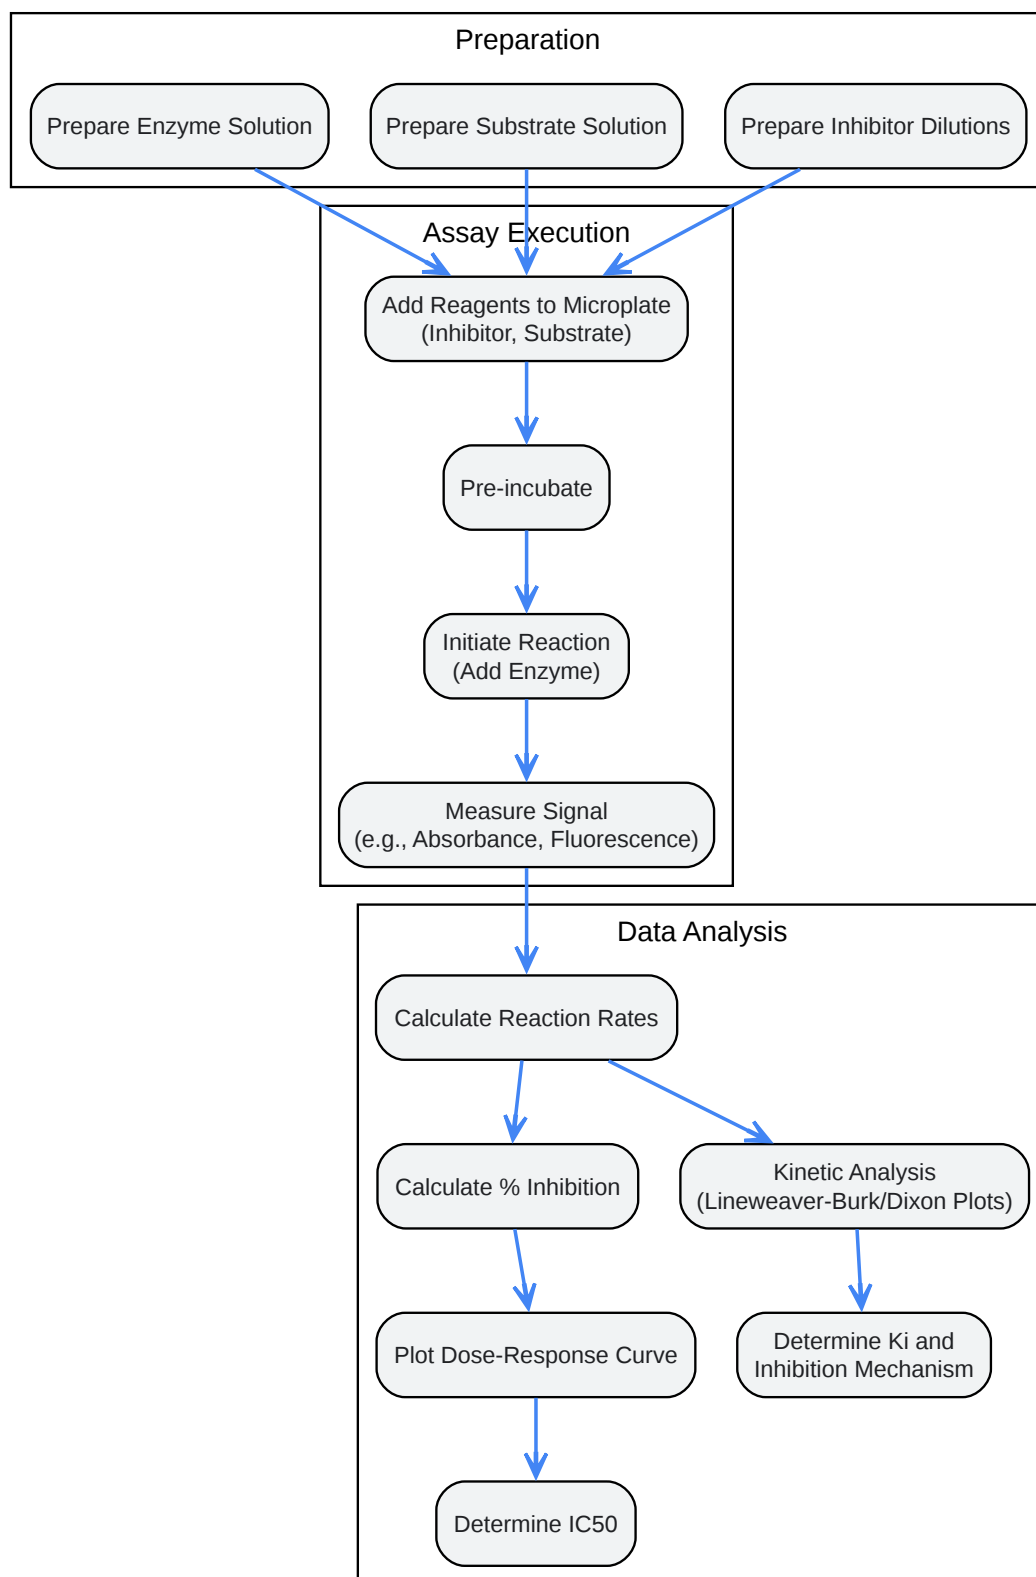 Preparation
Prepare Enzyme Solution
Prepare Substrate Solution
Prepare Inhibitor Dilutions
Assay Execution
Add Reagents to Microplate
(Inhibitor, Substrate)
Pre-incubate
Initiate Reaction
(Add Enzyme)
Measure Signal
(e.g., Absorbance, Fluorescence)
Data Analysis
Calculate Reaction Rates
Calculate % Inhibition
Kinetic Analysis
(Lineweaver-Burk/Dixon Plots)
Plot Dose-Response Curve
Determine Ki and
Inhibition Mechanism
Determine IC50